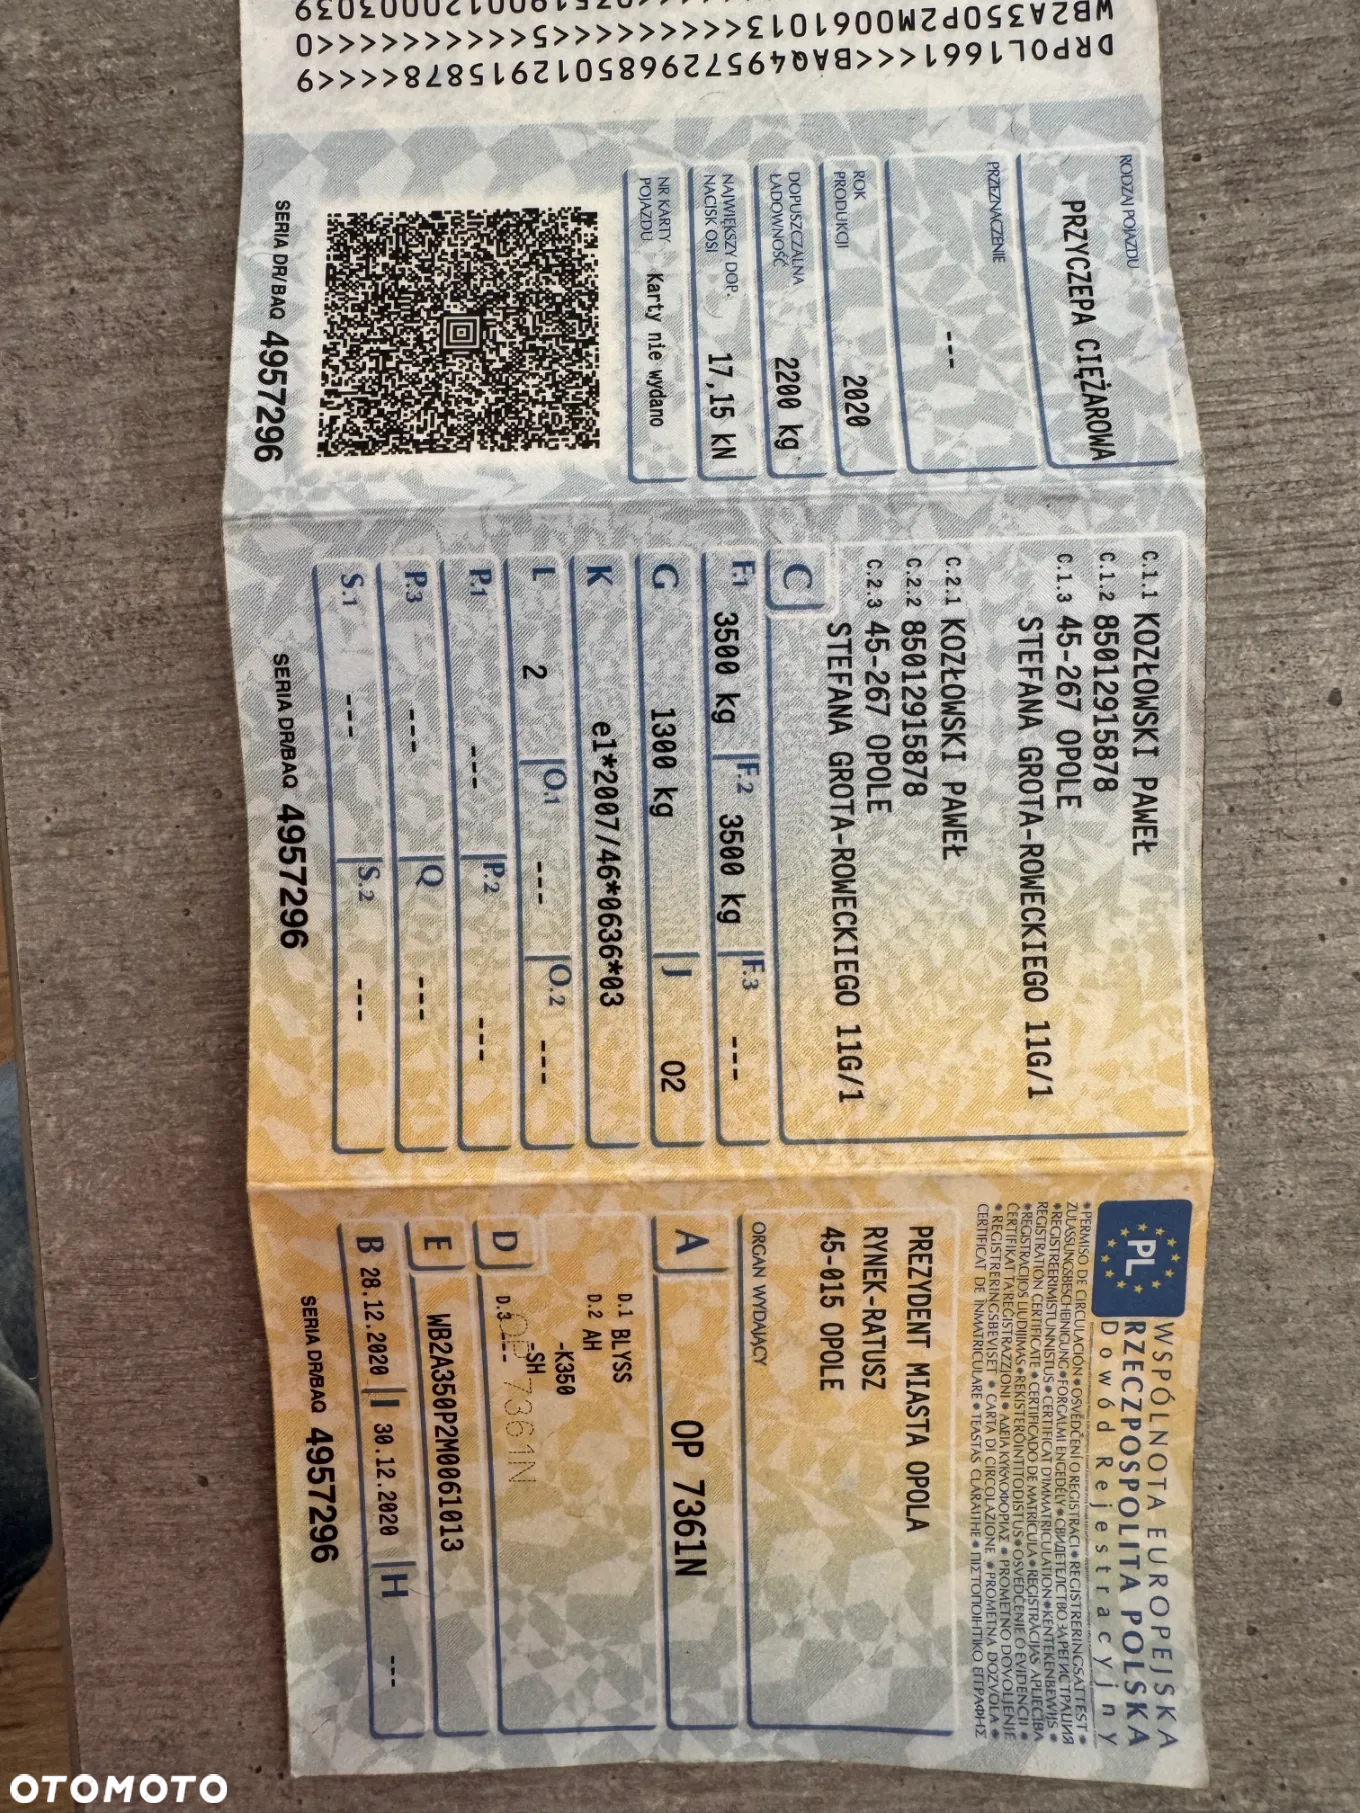 WSPÓLNOTA EUROPEJSKA
RZECZPOSPOLITA POLSKA
Dowód Rejestracyjny
PL
PREZYDENT MIASTA OPOLA
RYNEK-RATUSZ
45-015 OPOLE
ORGAN WYDAJĄCY
A OP 7361N
D.1 BLYSS
D.2 AH
-K350
-SH
D.3 ---
D
OP 7361N
E WB2A350P2M0061013
B 28.12.2020 I 30.12.2020 H ---
SERIA DR/BAQ 4957296
C.1.1 KOZŁOWSKI PAWEŁ
C.1.2 85012915878
C.1.3 45-267 OPOLE
STEFANA GROTA-ROWECKIEGO 11G/1
C.2.1 KOZŁOWSKI PAWEŁ
C.2.2 85012915878
C.2.3 45-267 OPOLE
STEFANA GROTA-ROWECKIEGO 11G/1
C
F.1 3500 kg F.2 3500 kg F.3 ---
G 1300 kg J O2
K e1*2007/46*0636*03
L 2 O.1 --- O.2 ---
P.1 --- P.2 ---
P.3 --- Q ---
S.1 --- S.2 ---
SERIA DR/BAQ 4957296
RODZAJ POJAZDU
PRZYCZEPA CIĘŻAROWA
PRZEZNACZENIE
---
ROK
PRODUKCJI 2020
DOPUSZCZALNA
ŁADOWNOŚĆ 2200 kg
NAJWIĘKSZY DOP.
NACISK OSI 17,15 kN
NR KARTY
POJAZDU Karty nie wydano
SERIA DR/BAQ 4957296
DRPOL1661<<BAQ495729685012915878<<<9
WB2A350P2M0061013<<<<<<<<5<<<<<<<<<0
OTOMOTO